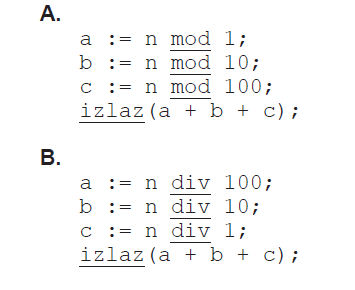 A.
a := n mod 1;
b := n mod 10;
c := n mod 100;
izlaz(a + b + c);
B.
a := n div 100;
b := n div 10;
c := n div 1;
izlaz(a + b + c);